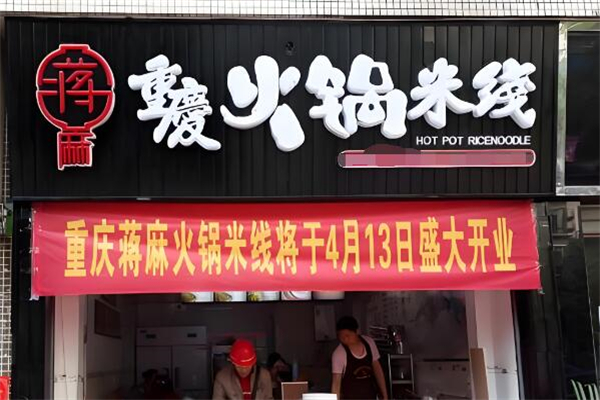 蒋
麻
重慶火锅米线
HOT POT RICENOODLE
重庆蒋麻火锅米线将于4月13日盛大开业